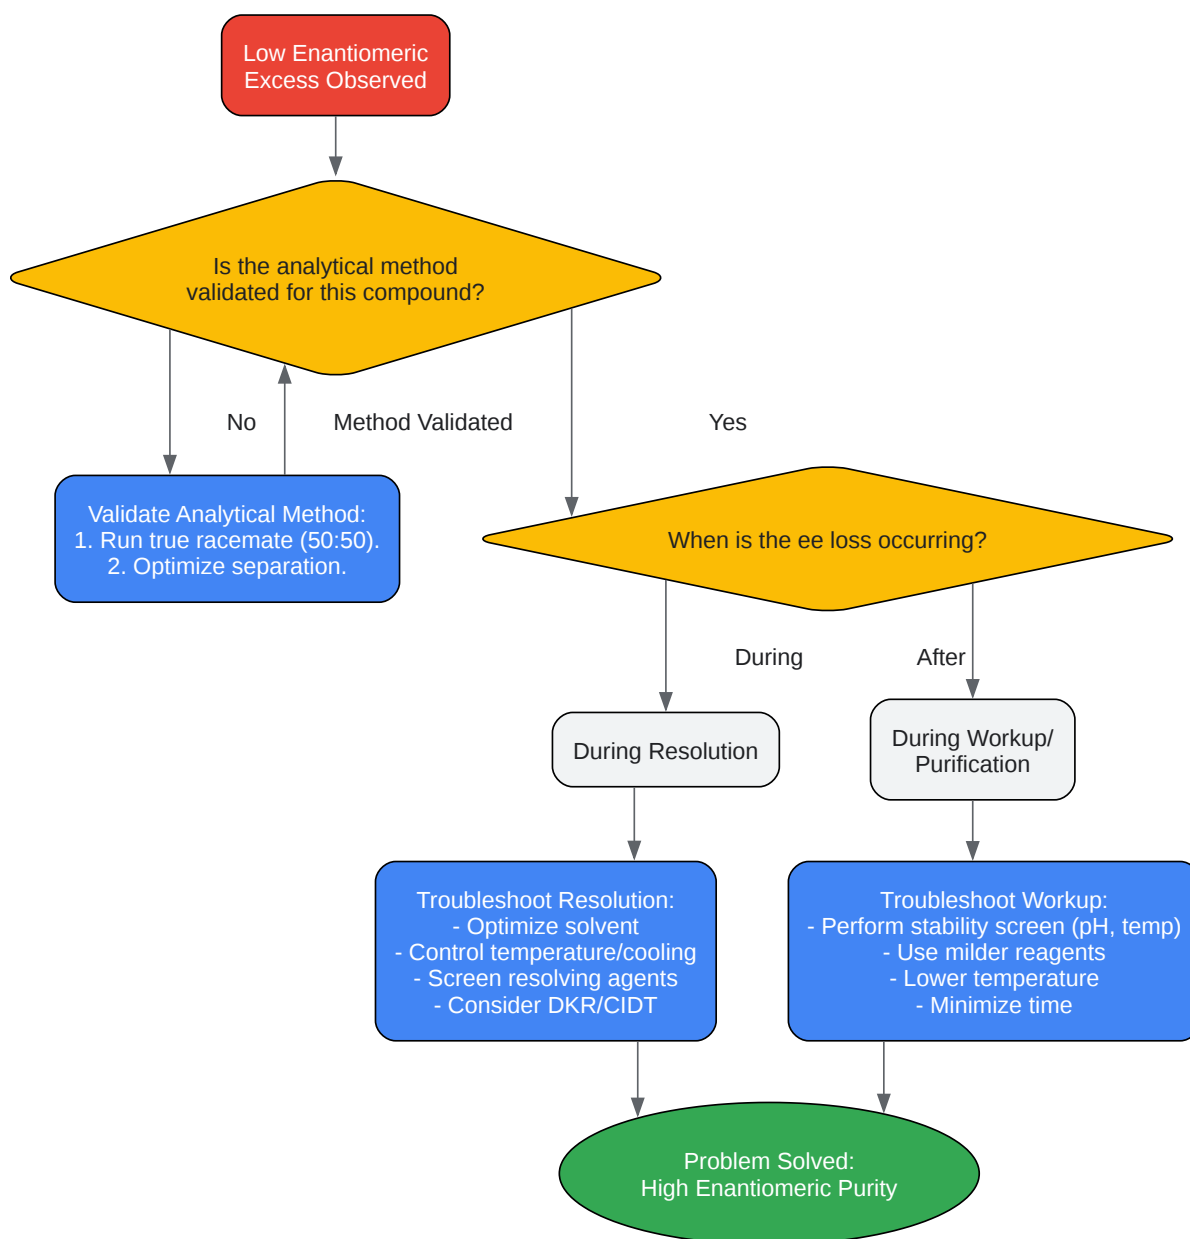 Low Enantiomeric
Excess Observed
Is the analytical method
validated for this compound?
No
Method Validated
Yes
Validate Analytical Method:
1. Run true racemate (50:50).
2. Optimize separation.
When is the ee loss occurring?
During
After
During Resolution
During Workup/
Purification
Troubleshoot Resolution:
- Optimize solvent
- Control temperature/cooling
- Screen resolving agents
- Consider DKR/CIDT
Troubleshoot Workup:
- Perform stability screen (pH, temp)
- Use milder reagents
- Lower temperature
- Minimize time
Problem Solved:
High Enantiomeric Purity